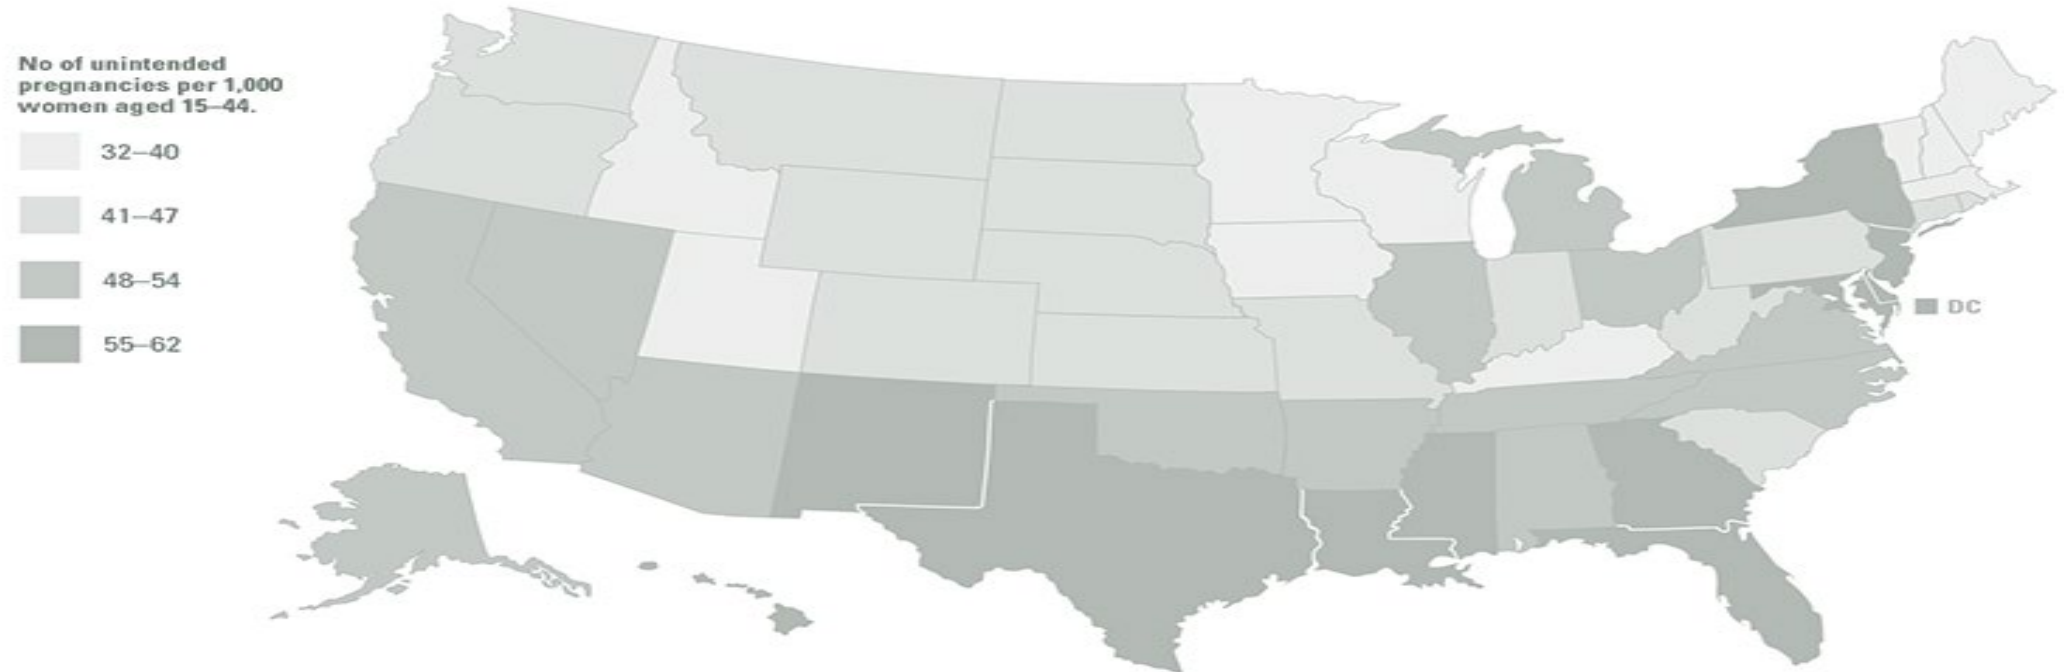 No of unintended
pregnancies per 1,000
women aged 15–44.
32–40
41–47
48–54
55–62
DC